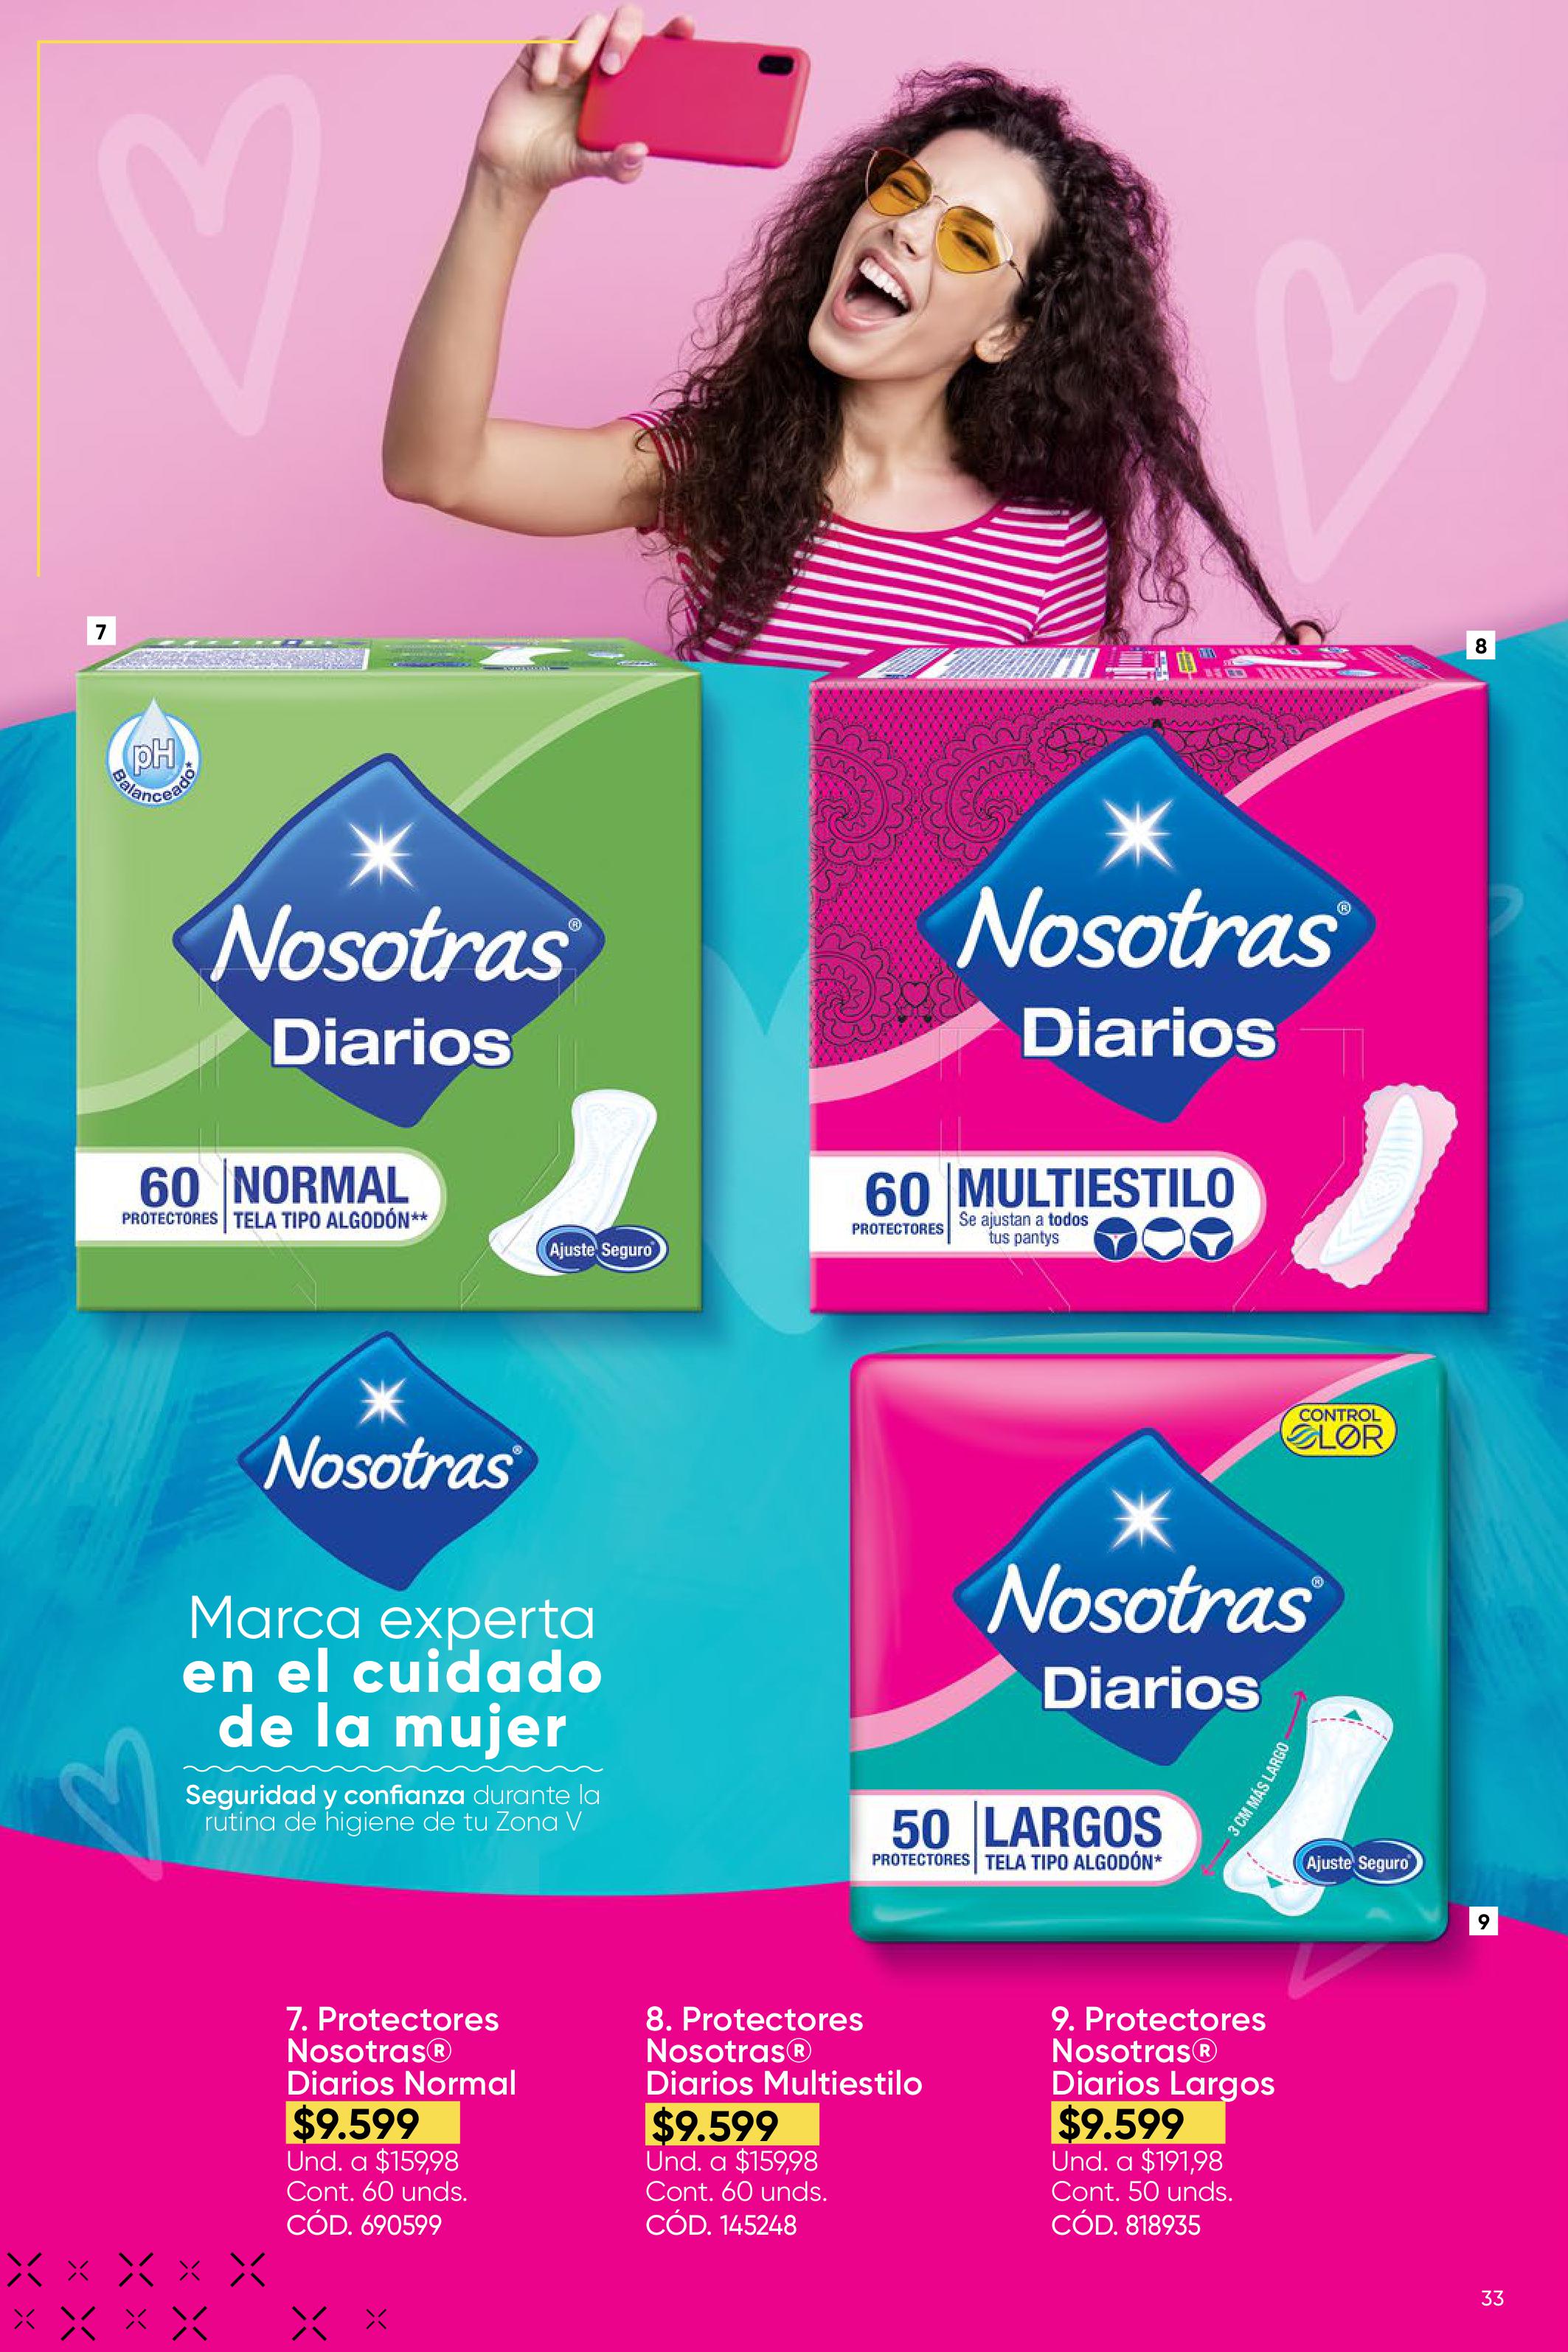 7
8
pH
Balanceado*
Nosotras®
Diarios
60
PROTECTORES
NORMAL
TELA TIPO ALGODÓN**
Ajuste Seguro®
Nosotras®
Diarios
60
PROTECTORES
MULTIESTILO
Se ajustan a todos
tus pantys
Nosotras®
Marca experta
en el cuidado
de la mujer
Seguridad y confianza durante la
rutina de higiene de tu Zona V
CONTROL
OLOR
Nosotras®
Diarios
3 CM MÁS LARGO
50
PROTECTORES
LARGOS
TELA TIPO ALGODÓN*
Ajuste Seguro®
9
7. Protectores
Nosotras®
Diarios Normal
$9.599
Und. a $159,98
Cont. 60 unds.
CÓD. 690599
8. Protectores
Nosotras®
Diarios Multiestilo
$9.599
Und. a $159,98
Cont. 60 unds.
CÓD. 145248
9. Protectores
Nosotras®
Diarios Largos
$9.599
Und. a $191,98
Cont. 50 unds.
CÓD. 818935
33